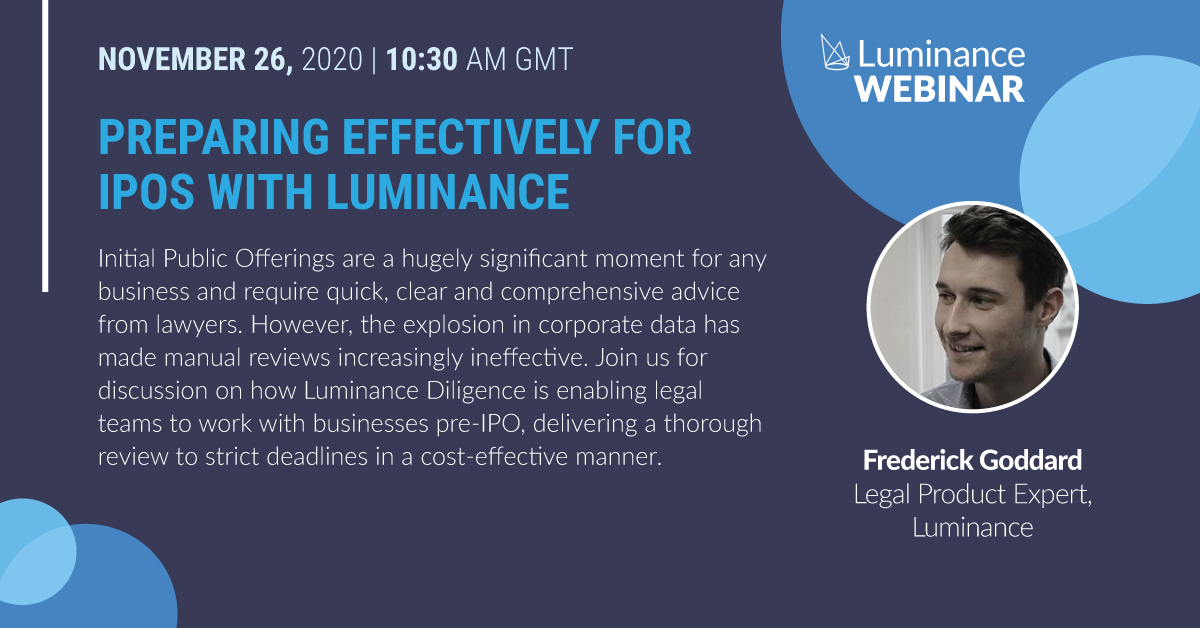 NOVEMBER 26, 2020 | 10:30 AM GMT
Luminance
WEBINAR
PREPARING EFFECTIVELY FOR
IPOS WITH LUMINANCE
Initial Public Offerings are a hugely significant moment for any
business and require quick, clear and comprehensive advice
from lawyers. However, the explosion in corporate data has
made manual reviews increasingly ineffective. Join us for
discussion on how Luminance Diligence is enabling legal
teams to work with businesses pre-IPO, delivering a thorough
review to strict deadlines in a cost-effective manner.
Frederick Goddard
Legal Product Expert,
Luminance